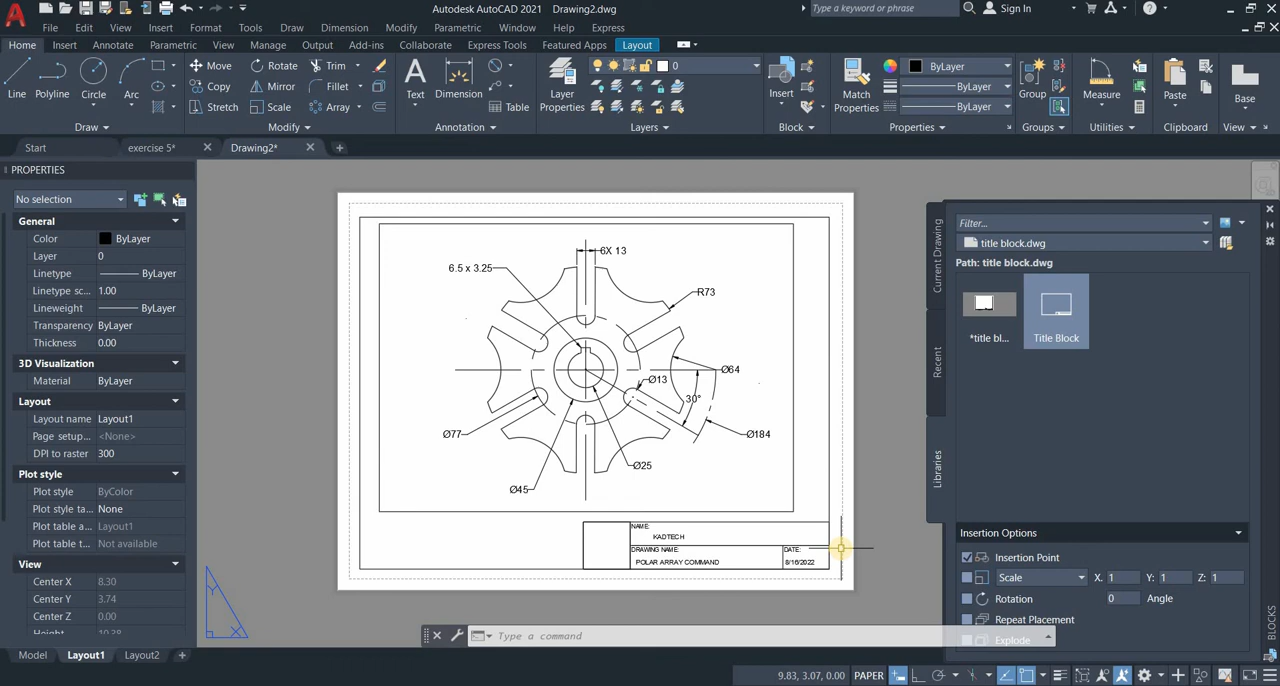 Autodesk AutoCAD 2021 Drawing2.dwg
Type a keyword or phrase
Sign In
File Edit View Insert Format Tools Draw Dimension Modify Parametric Window Help Express
Home Insert Annotate Parametric View Manage Output Add-ins Collaborate Express Tools Featured Apps Layout
Line Polyline Circle Arc
Move Rotate Trim
Copy Mirror Fillet
Stretch Scale Array
Text Dimension Table
Layer Properties
0
Insert
Match Properties
ByLayer
ByLayer
ByLayer
Group
Measure
Paste
Base
Draw Modify Annotation Layers Block Properties Groups Utilities Clipboard View
Start exercise 5* Drawing2*
PROPERTIES
No selection
General
Color ByLayer
Layer 0
Linetype ByLayer
Linetype sc... 1.00
Lineweight ByLayer
Transparency ByLayer
Thickness 0.00
3D Visualization
Material ByLayer
Layout
Layout name Layout1
Page setup... <None>
DPI to raster 300
Plot style
Plot style ByColor
Plot style ta... None
Plot table a... Layout1
Plot table t... Not available
View
Center X 8.30
Center Y 3.74
Center Z 0.00
Height 10.38
6X 13
6.5 x 3.25
R73
Ø64
Ø13
30°
Ø77
Ø184
Ø25
Ø45
NAME:
KADTECH
DRAWING NAME:
POLAR ARRAY COMMAND
DATE:
8/16/2022
Y
X
Filter...
title block.dwg
Path: title block.dwg
*title bl...
Title Block
Current Drawing
Recent
Libraries
Insertion Options
Insertion Point
Scale X: 1 Y: 1 Z: 1
Rotation 0 Angle
Repeat Placement
Explode
BLOCKS
Type a command
Model Layout1 Layout2
9.83, 3.07, 0.00 PAPER